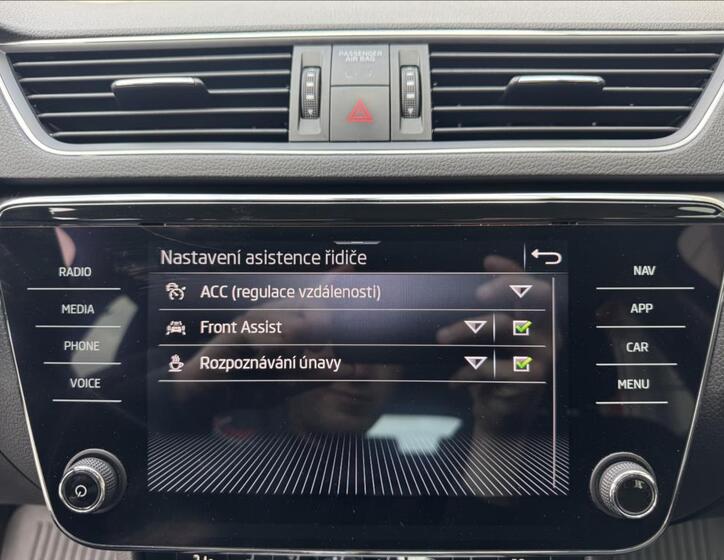 PASSENGER
AIR BAG
Nastavení asistence řidiče
RADIO
MEDIA
PHONE
VOICE
ACC (regulace vzdálenosti)
Front Assist
Rozpoznávání únavy
NAV
APP
CAR
MENU